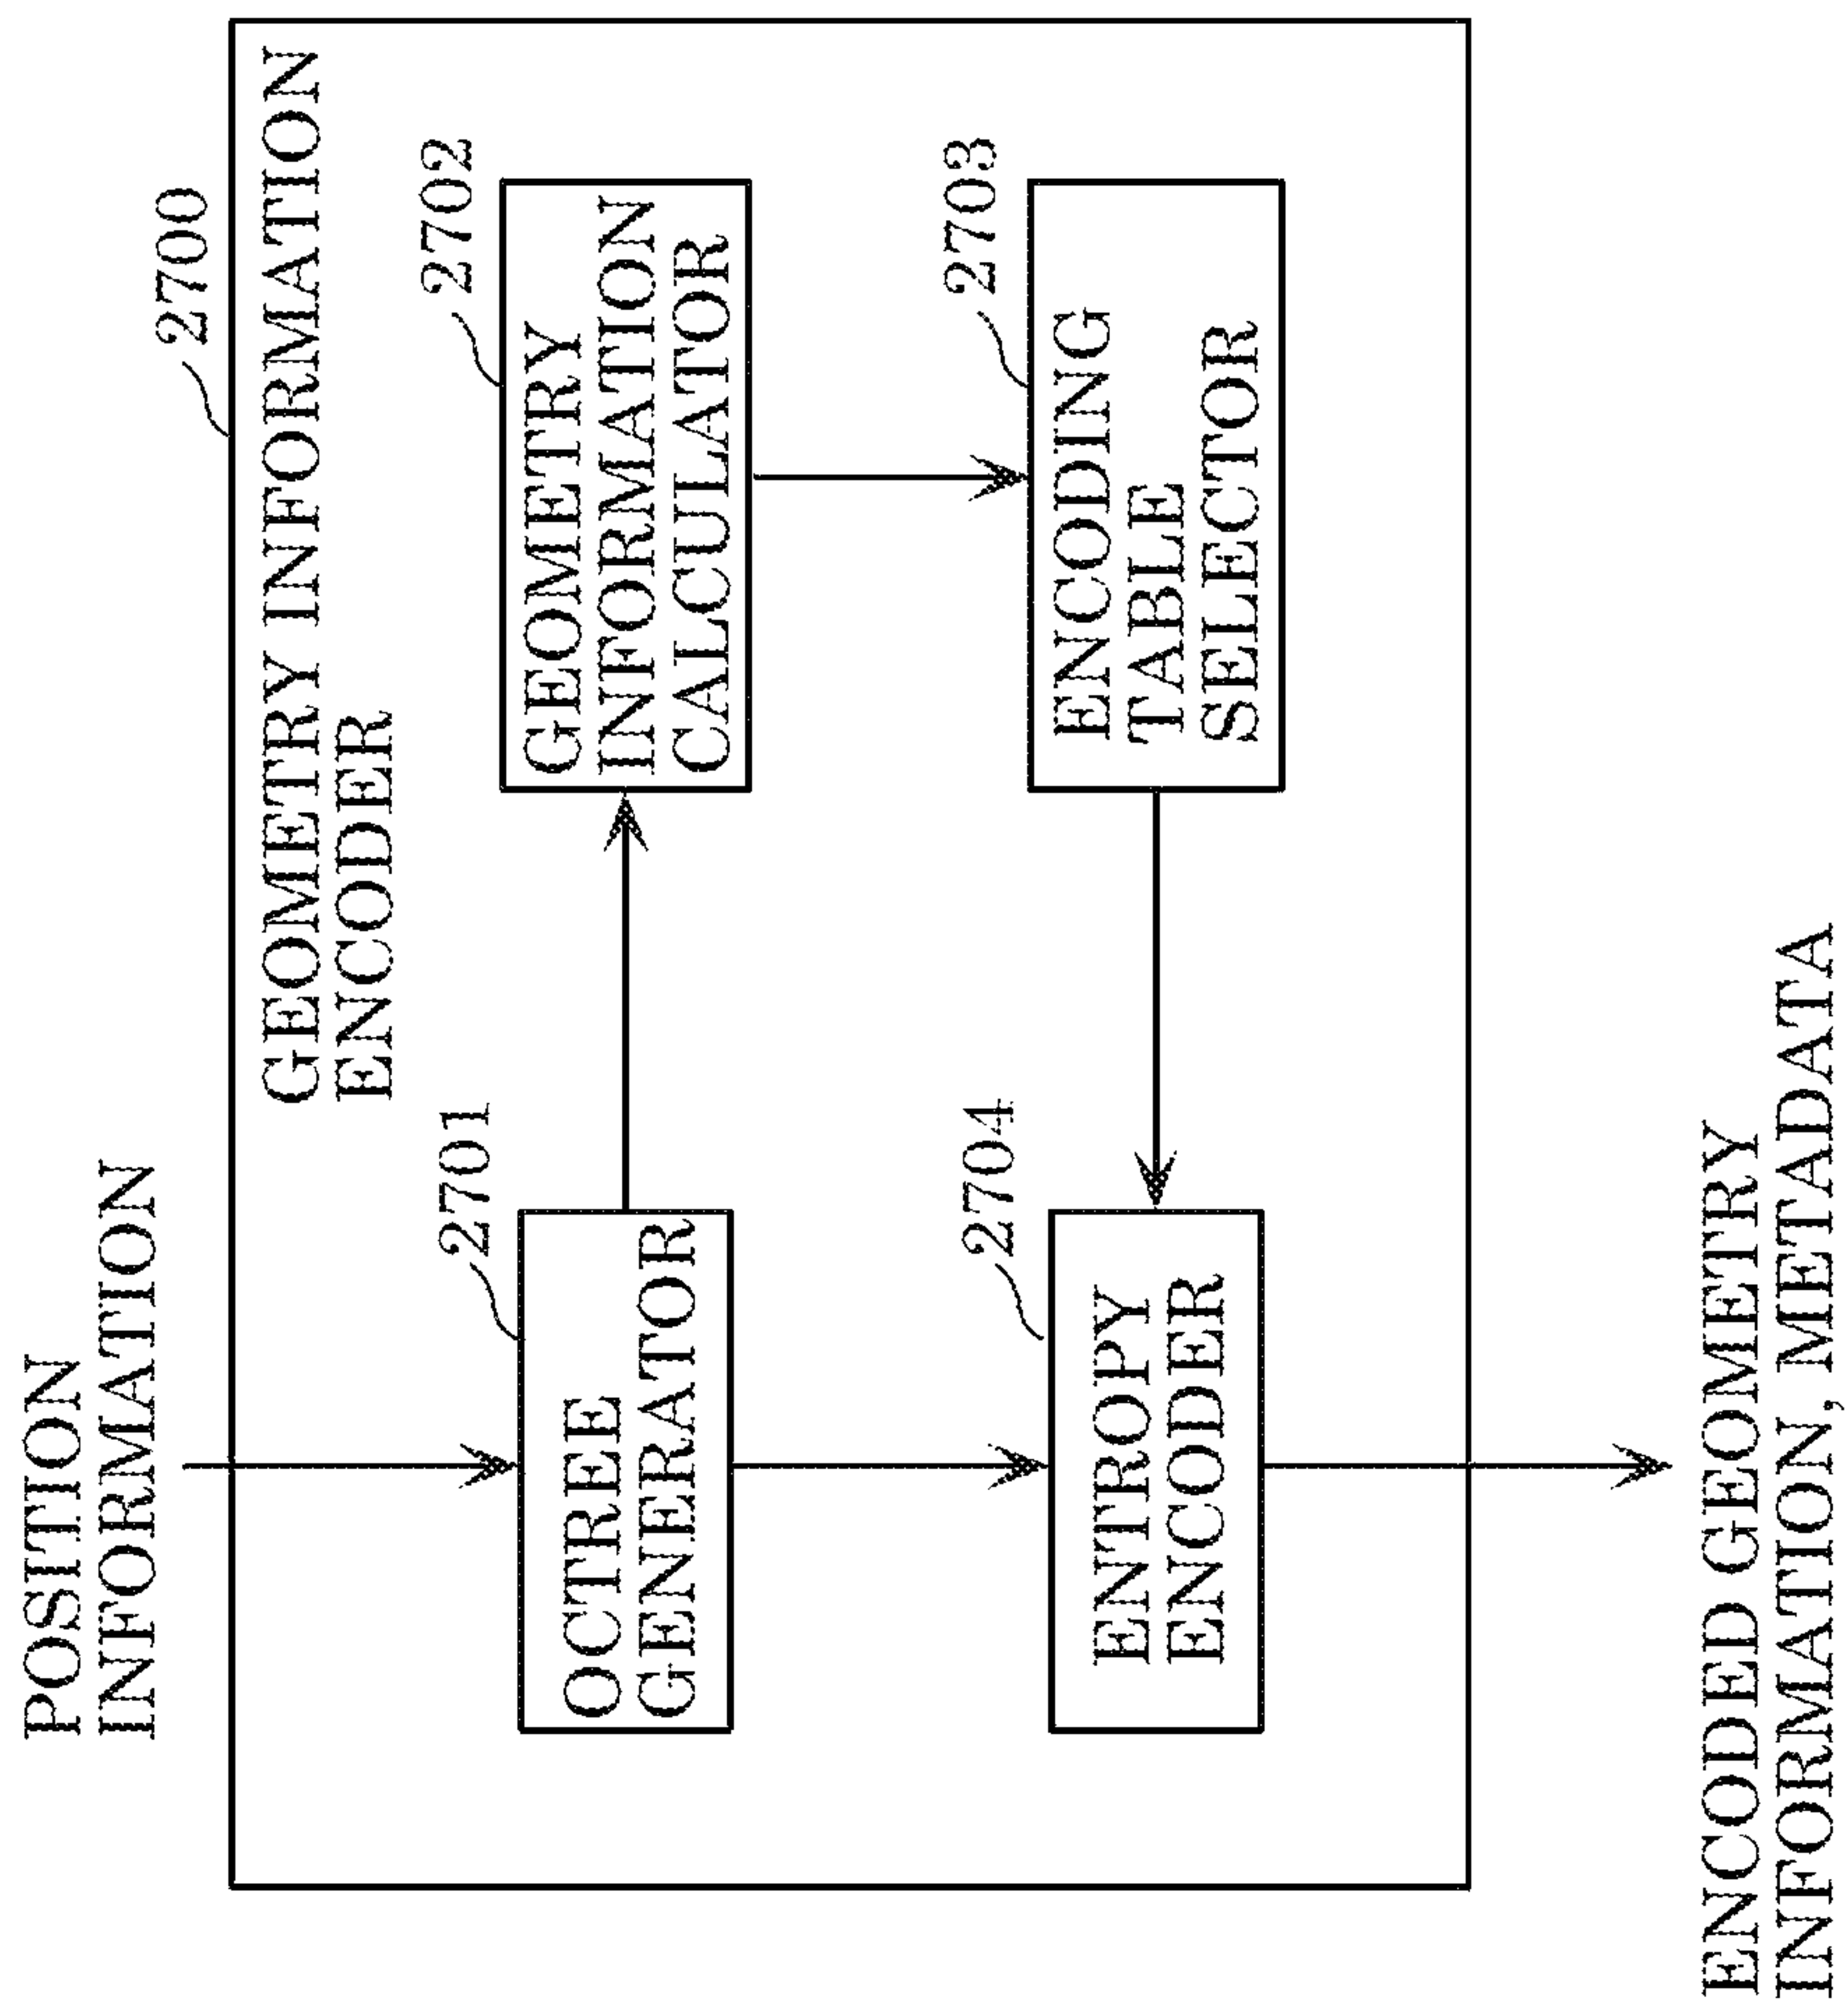 POSITION
INFORMATION
2700
GEOMETRY INFORMATION
ENCODER
2701
OCTREE
GENERATOR
2702
GEOMETRY
INFORMATION
CALCULATOR
2704
ENTROPY
ENCODER
2703
ENCODING
TABLE
SELECTOR
ENCODED GEOMETRY
INFORMATION, METADATA